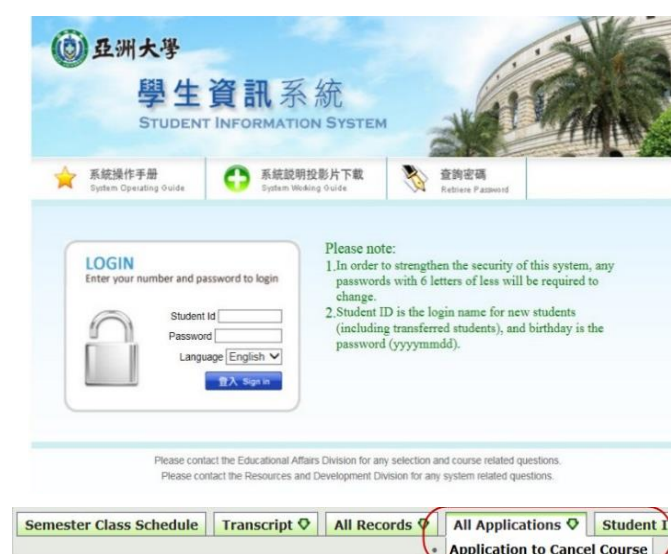 亞洲大學
學生資訊系統
STUDENT INFORMATION SYSTEM
系統操作手册
System Operating Guide
系統說明投影片下載
System Working Guide
查詢密碼
Retrieve Password
LOGIN
Enter your number and password to login
Student Id
Password
Language English
登入 Sign in
Please note:
1.In order to strengthen the security of this system, any
passwords with 6 letters of less will be required to
change.
2.Student ID is the login name for new students
(including transferred students), and birthday is the
password (yyyymmdd).
Please contact the Educational Affairs Division for any selection and course related questions.
Please contact the Resources and Development Division for any system related questions.
Semester Class Schedule Transcript All Records All Applications Student I
Application to Cancel Course